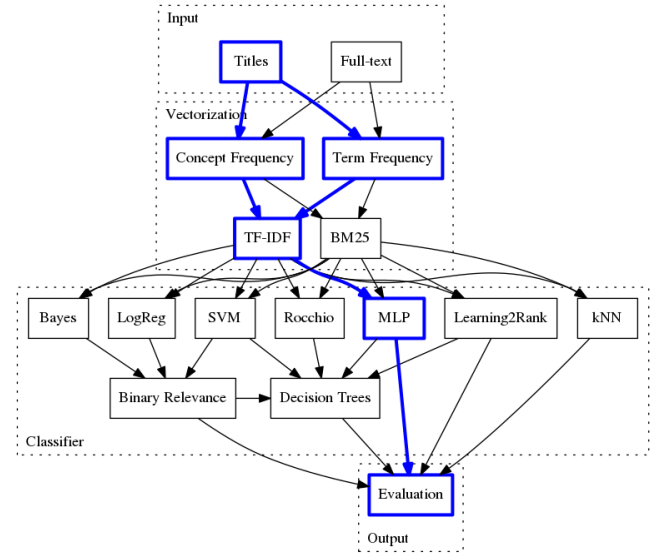 Input
Titles
Full-text
Vectorization
Concept Frequency
Term Frequency
TF-IDF
BM25
Bayes
LogReg
SVM
Rocchio
MLP
Learning2Rank
kNN
Binary Relevance
Decision Trees
Classifier
Evaluation
Output